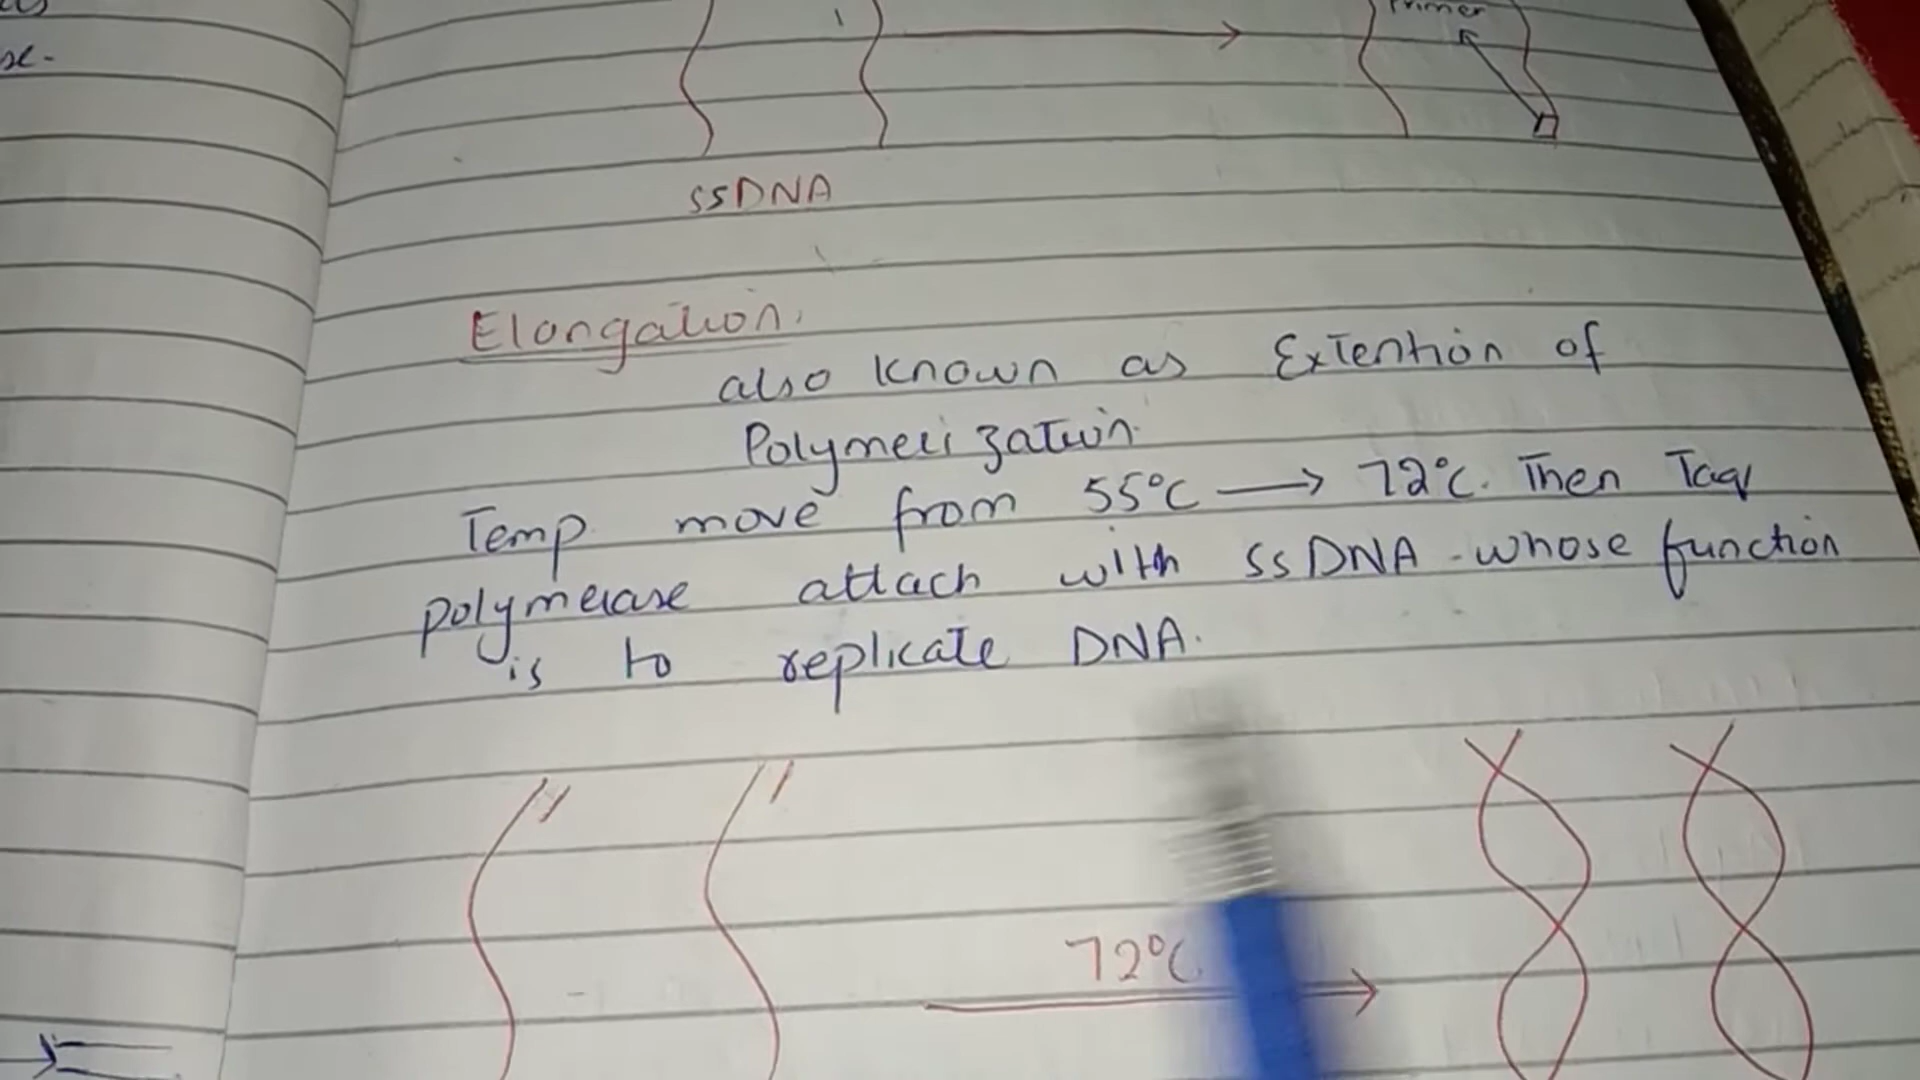 se.
Primer
ssDNA
Elongation.
also known as Extention of
Polymerization.
Temp. move from 55°C → 72°C. Then Taq
polymerase attach with ssDNA - whose function
is to replicate DNA.
72°C